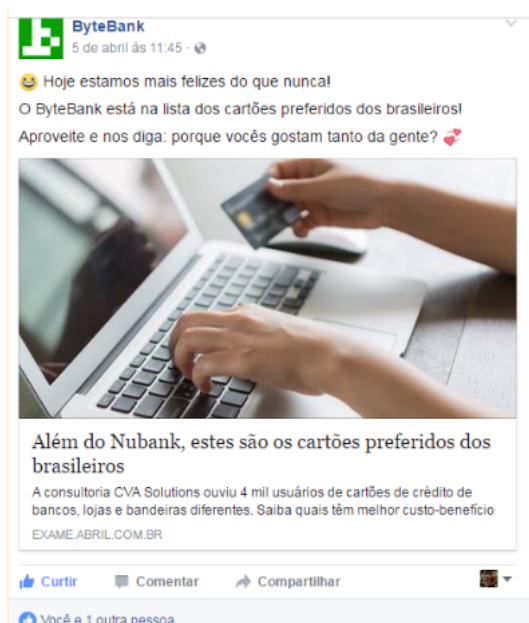 ByteBank
5 de abril às 11:45 ·
Hoje estamos mais felizes do que nunca!
O ByteBank está na lista dos cartões preferidos dos brasileiros!
Aproveite e nos diga: porque vocês gostam tanto da gente?
Além do Nubank, estes são os cartões preferidos dos
brasileiros
A consultoria CVA Solutions ouviu 4 mil usuários de cartões de crédito de
bancos, lojas e bandeiras diferentes. Saiba quais têm melhor custo-benefício
EXAME.ABRIL.COM.BR
Curtir Comentar Compartilhar
Você e 1 outra pessoa